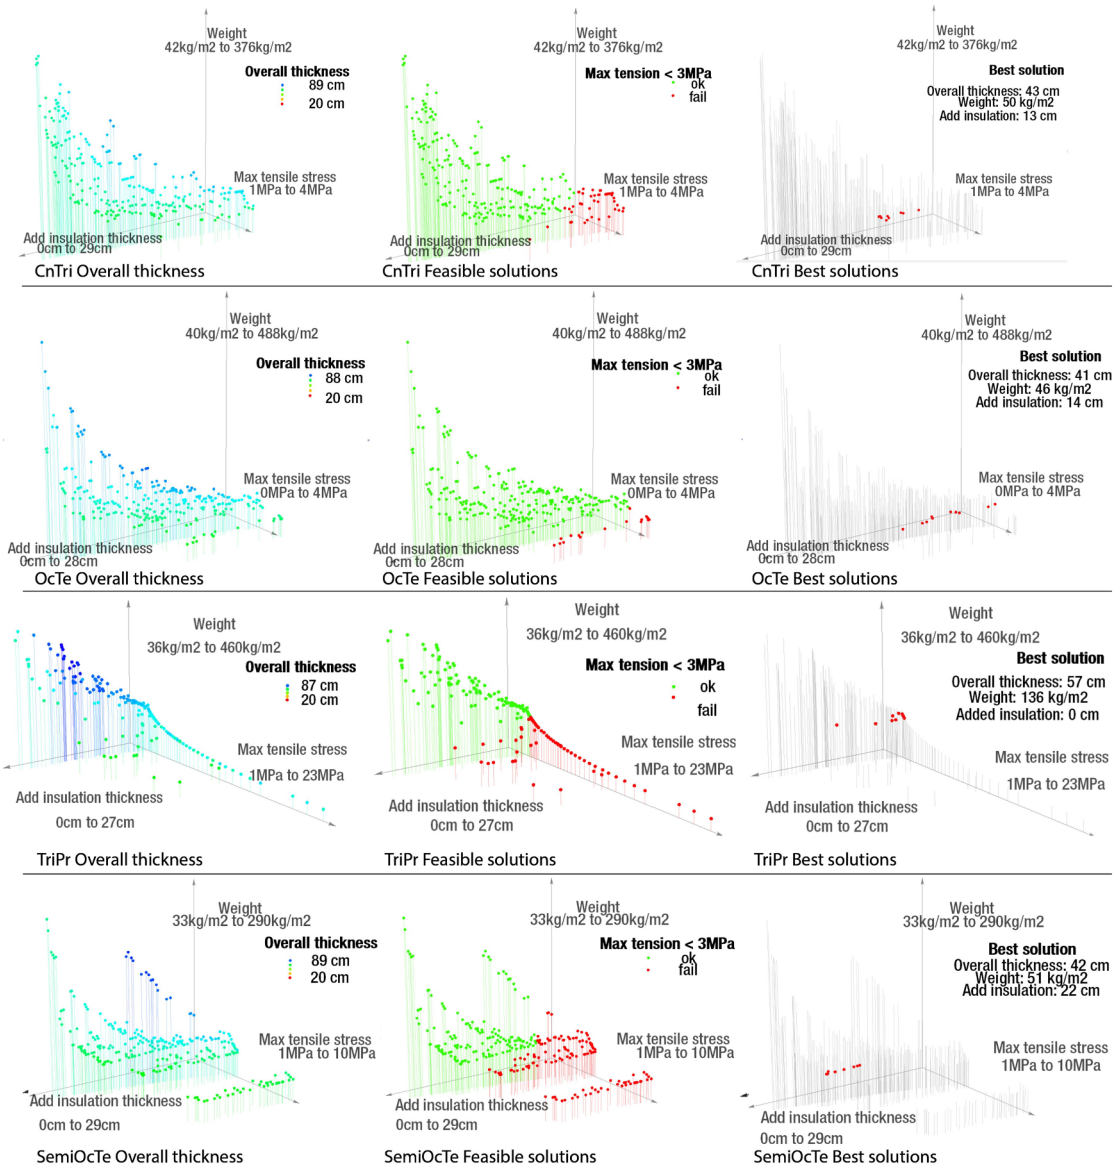 Weight
42kg/m2 to 376kg/m2
Overall thickness
89 cm
20 cm
Max tensile stress
1MPa to 4MPa
Add insulation thickness
0cm to 29cm
CnTri Overall thickness
Weight
42kg/m2 to 376kg/m2
Max tension < 3MPa
ok
fail
Max tensile stress
1MPa to 4MPa
Add insulation thickness
0cm to 29cm
CnTri Feasible solutions
Weight
42kg/m2 to 376kg/m2
Best solution
Overall thickness: 43 cm
Weight: 50 kg/m2
Add insulation: 13 cm
Max tensile stress
1MPa to 4MPa
Add insulation thickness
0cm to 29cm
CnTri Best solutions
Weight
40kg/m2 to 488kg/m2
Overall thickness
88 cm
20 cm
Max tensile stress
0MPa to 4MPa
Add insulation thickness
0cm to 28cm
OcTe Overall thickness
Weight
40kg/m2 to 488kg/m2
Max tension < 3MPa
ok
fail
Max tensile stress
0MPa to 4MPa
Add insulation thickness
0cm to 28cm
OcTe Feasible solutions
Weight
40kg/m2 to 488kg/m2
Best solution
Overall thickness: 41 cm
Weight: 46 kg/m2
Add insulation: 14 cm
Max tensile stress
0MPa to 4MPa
Add insulation thickness
0cm to 28cm
OcTe Best solutions
Weight
36kg/m2 to 460kg/m2
Overall thickness
87 cm
20 cm
Max tensile stress
1MPa to 23MPa
Add insulation thickness
0cm to 27cm
TriPr Overall thickness
Weight
36kg/m2 to 460kg/m2
Max tension < 3MPa
ok
fail
Max tensile stress
1MPa to 23MPa
Add insulation thickness
0cm to 27cm
TriPr Feasible solutions
Weight
36kg/m2 to 460kg/m2
Best solution
Overall thickness: 57 cm
Weight: 136 kg/m2
Added insulation: 0 cm
Max tensile stress
1MPa to 23MPa
Add insulation thickness
0cm to 27cm
TriPr Best solutions
Weight
33kg/m2 to 290kg/m2
Overall thickness
89 cm
20 cm
Max tensile stress
1MPa to 10MPa
Add insulation thickness
0cm to 29cm
SemiOcTe Overall thickness
Weight
33kg/m2 to 290kg/m2
Max tension < 3MPa
ok
fail
Max tensile stress
1MPa to 10MPa
Add insulation thickness
0cm to 29cm
SemiOcTe Feasible solutions
Weight
33kg/m2 to 290kg/m2
Best solution
Overall thickness: 42 cm
Weight: 51 kg/m2
Add insulation: 22 cm
Max tensile stress
1MPa to 10MPa
Add insulation thickness
0cm to 29cm
SemiOcTe Best solutions